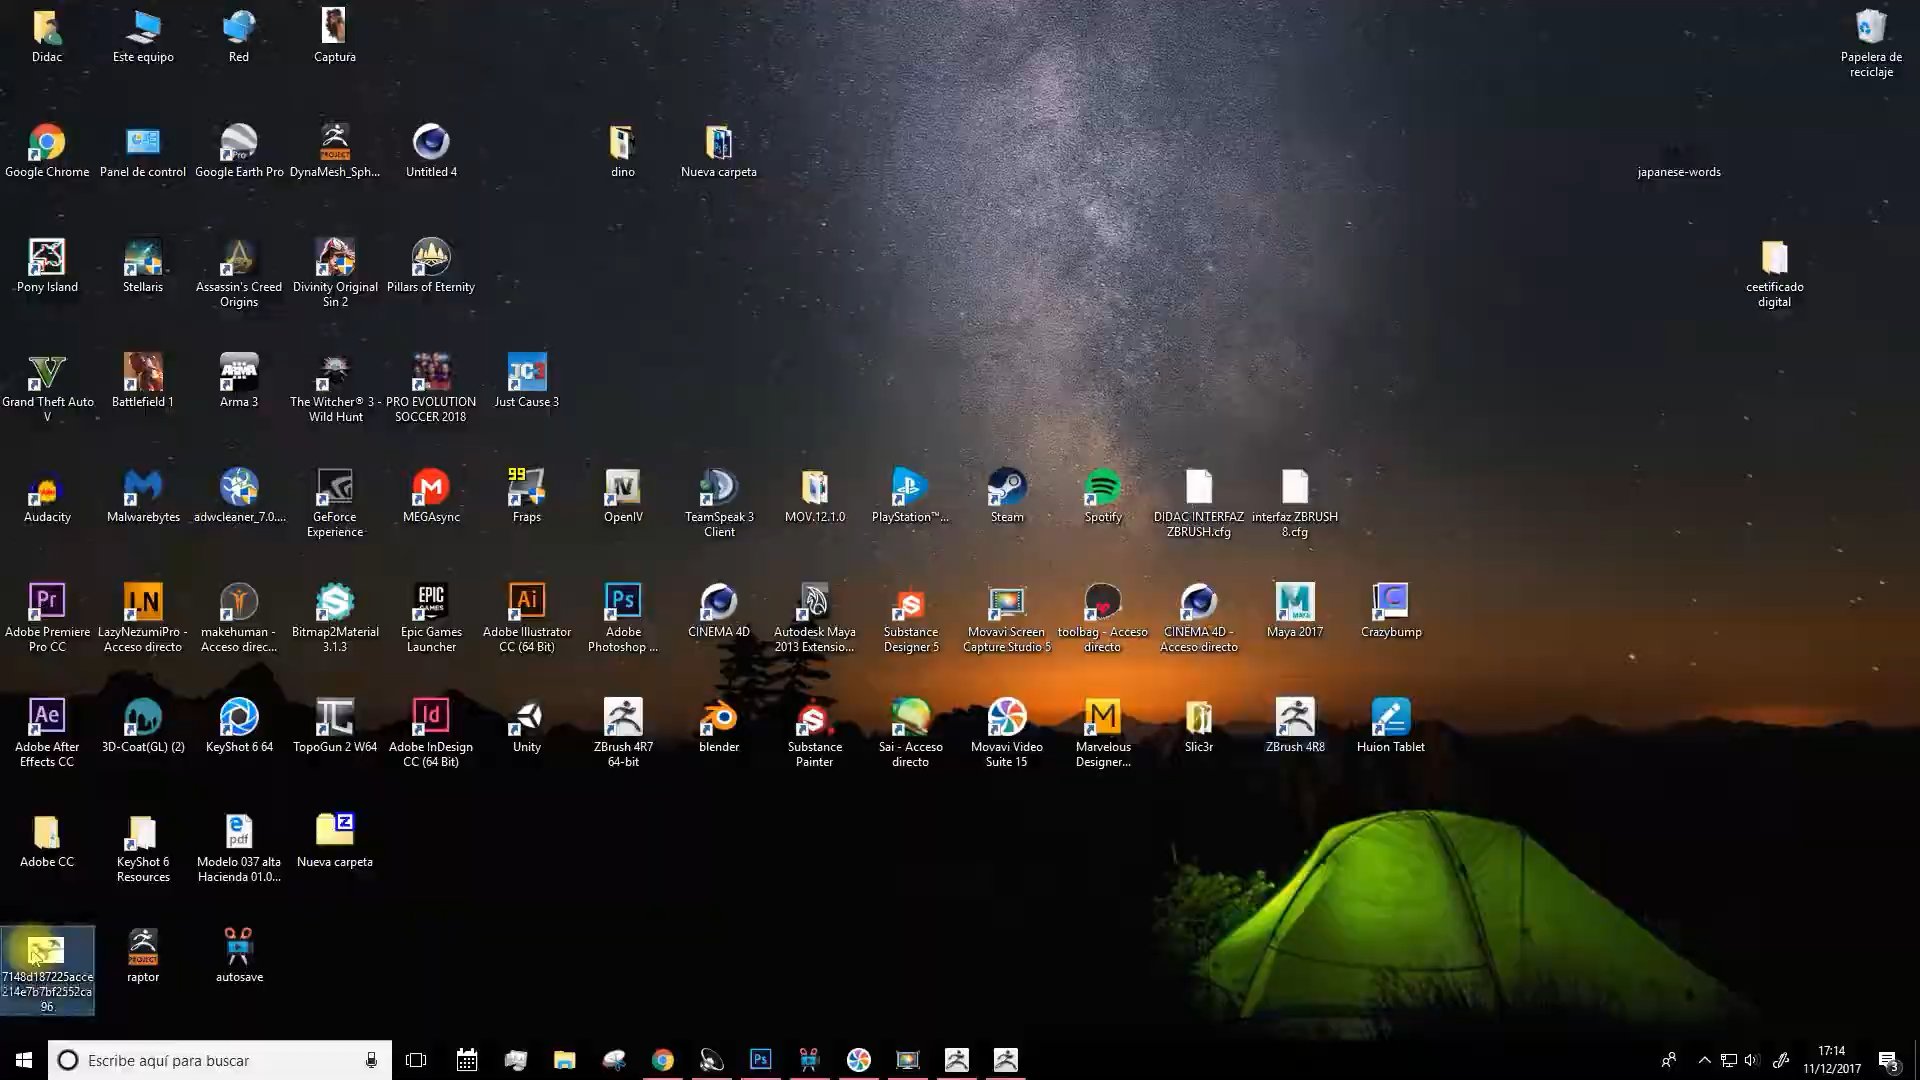 Didac
Este equipo
Red
Captura
Papelera de
reciclaje
Google Chrome
Panel de control
Google Earth Pro
DynaMesh_Sph...
Untitled 4
dino
Nueva carpeta
japanese-words
Pony Island
Stellaris
Assassin's Creed
Origins
Divinity Original
Sin 2
Pillars of Eternity
ceetificado
digital
Grand Theft Auto
V
Battlefield 1
Arma 3
The Witcher® 3 -
Wild Hunt
PRO EVOLUTION
SOCCER 2018
Just Cause 3
Audacity
Malwarebytes
adwcleaner_7.0....
GeForce
Experience
MEGAsync
Fraps
OpenIV
TeamSpeak 3
Client
MOV.12.1.0
PlayStation™...
Steam
Spotify
DIDAC INTERFAZ
ZBRUSH.cfg
interfaz ZBRUSH
8.cfg
Adobe Premiere
Pro CC
LazyNezumiPro -
Acceso directo
makehuman -
Acceso direc...
Bitmap2Material
3.1.3
Epic Games
Launcher
Adobe Illustrator
CC (64 Bit)
Adobe
Photoshop ...
CINEMA 4D
Autodesk Maya
2013 Extensio...
Substance
Designer 5
Movavi Screen
Capture Studio 5
toolbag - Acceso
directo
CINEMA 4D -
Acceso directo
Maya 2017
Crazybump
Adobe After
Effects CC
3D-Coat(GL) (2)
KeyShot 6 64
TopoGun 2 W64
Adobe InDesign
CC (64 Bit)
Unity
ZBrush 4R7
64-bit
blender
Substance
Painter
Sai - Acceso
directo
Movavi Video
Suite 15
Marvelous
Designer...
Slic3r
ZBrush 4R8
Huion Tablet
Adobe CC
KeyShot 6
Resources
Modelo 037 alta
Hacienda 01.0...
Nueva carpeta
7148d187225acce
214e7b7bf2552ca
96
raptor
autosave
Escribe aquí para buscar
17:14
11/12/2017
3